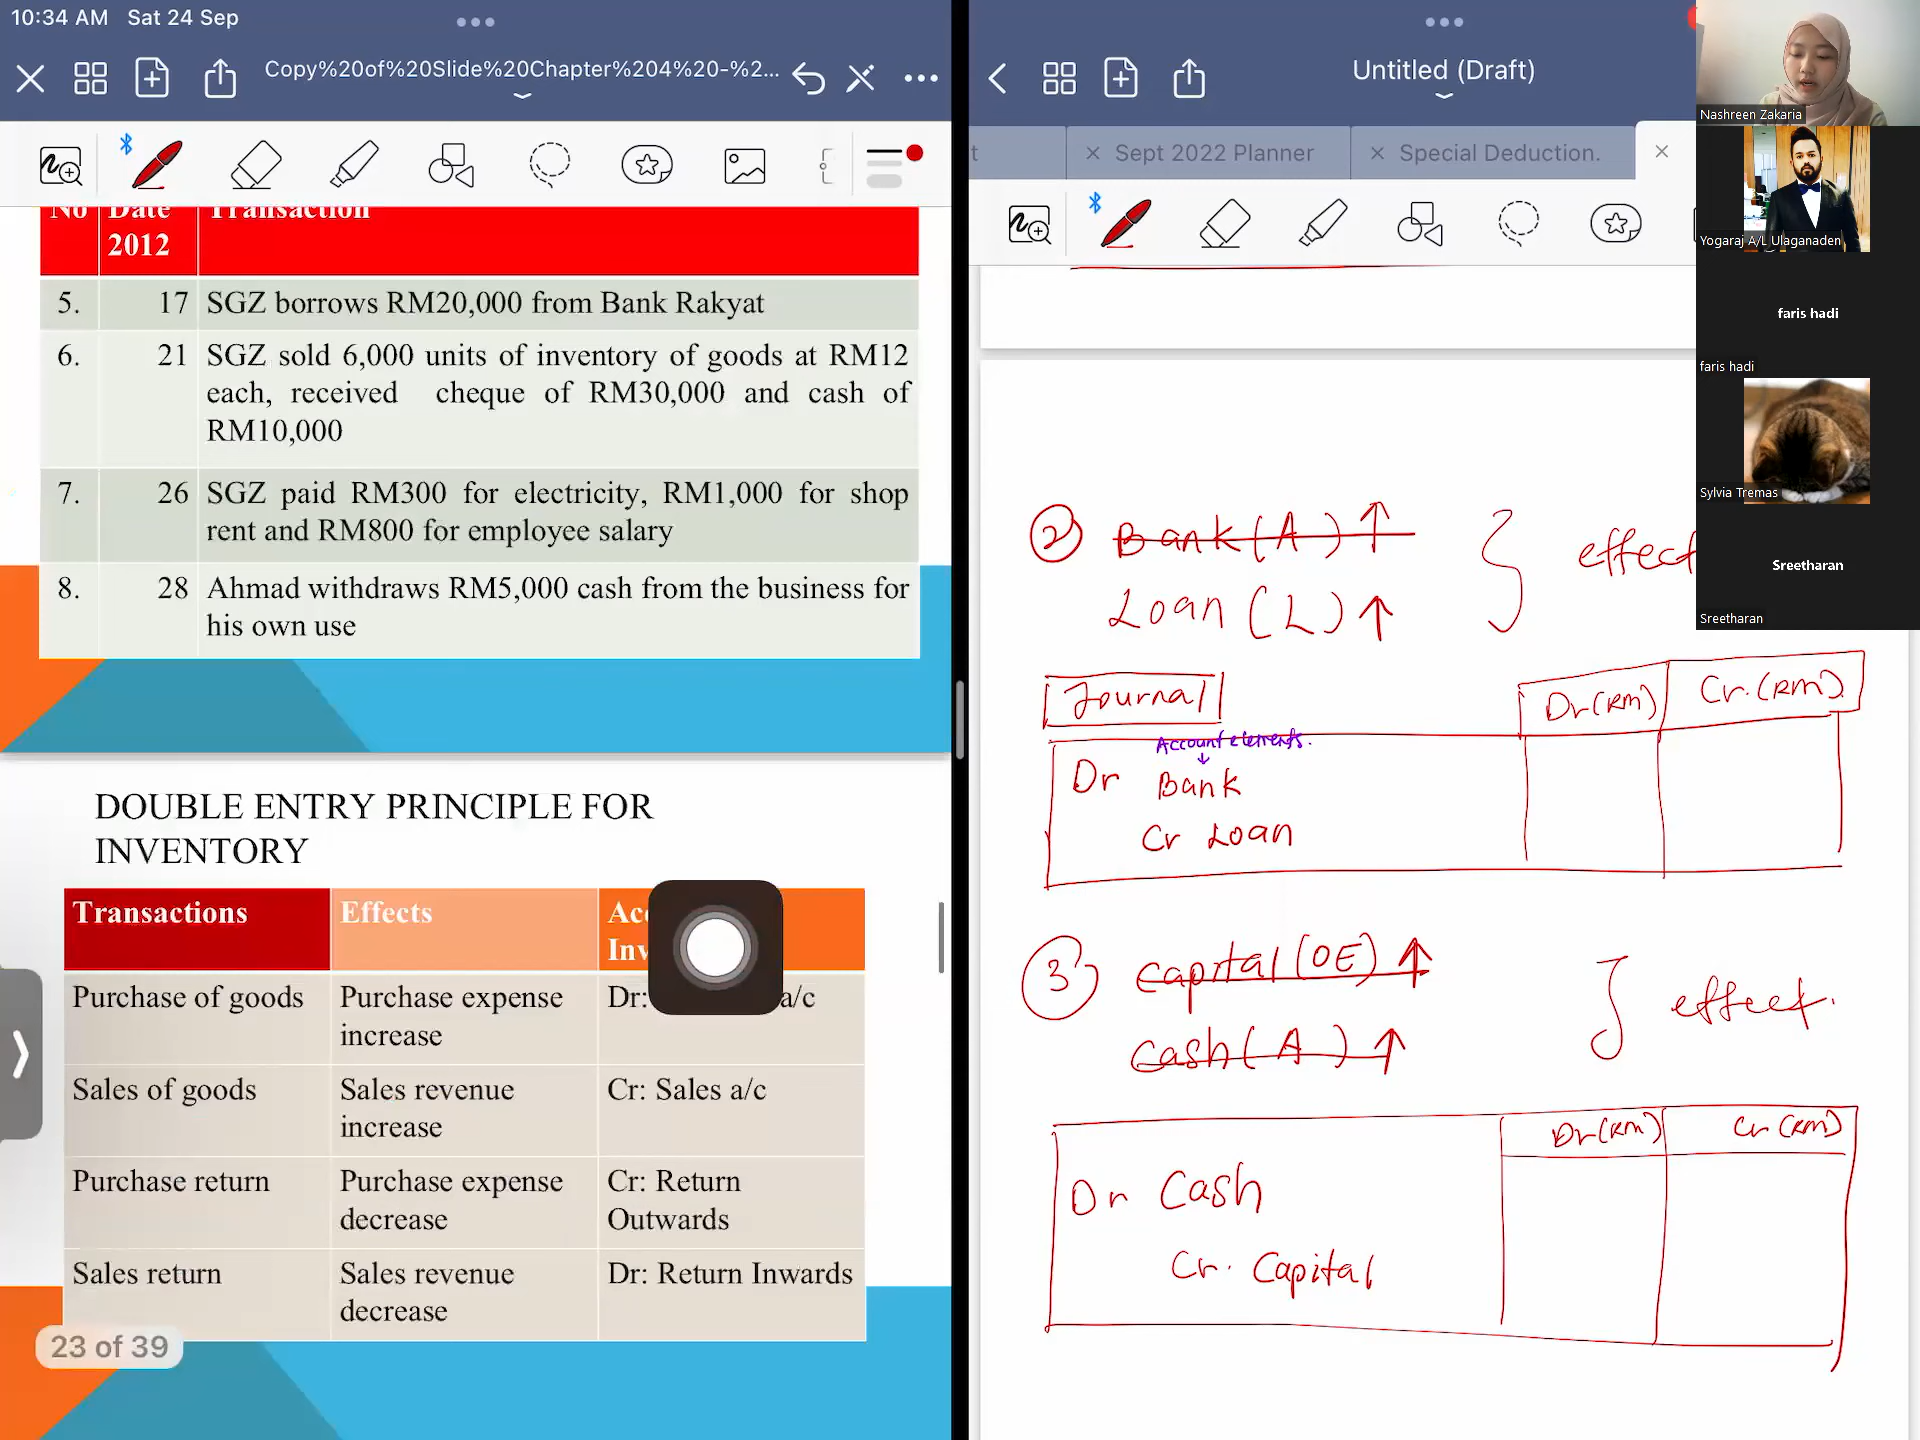 10:34 AM Sat 24 Sep
Copy%20of%20Slide%20Chapter%204%20-%2...
No Date Transaction
2012
5. 17 SGZ borrows RM20,000 from Bank Rakyat
6. 21 SGZ sold 6,000 units of inventory of goods at RM12
each, received cheque of RM30,000 and cash of
RM10,000
7. 26 SGZ paid RM300 for electricity, RM1,000 for shop
rent and RM800 for employee salary
8. 28 Ahmad withdraws RM5,000 cash from the business for
his own use
DOUBLE ENTRY PRINCIPLE FOR
INVENTORY
Transactions Effects
Purchase of goods Purchase expense Dr: a/c
increase
Sales of goods Sales revenue Cr: Sales a/c
increase
Purchase return Purchase expense Cr: Return
decrease Outwards
Sales return Sales revenue Dr: Return Inwards
decrease
23 of 39
Untitled (Draft)
t × Sept 2022 Planner × Special Deduction. ×
2 Bank (A) ↑ effect
Loan (L) ↑
Journal Dr (RM) Cr. (RM)
Account elements.
↓
Dr Bank
Cr Loan
3 Capital (OE) ↑ effect.
Cash (A) ↑
Dr (RM) Cr (RM)
Dr Cash
Cr. Capital
Nashreen Zakaria
Yogaraj A/L Ulaganaden
faris hadi
faris hadi
Sylvia Tremas
Sreetharan
Sreetharan